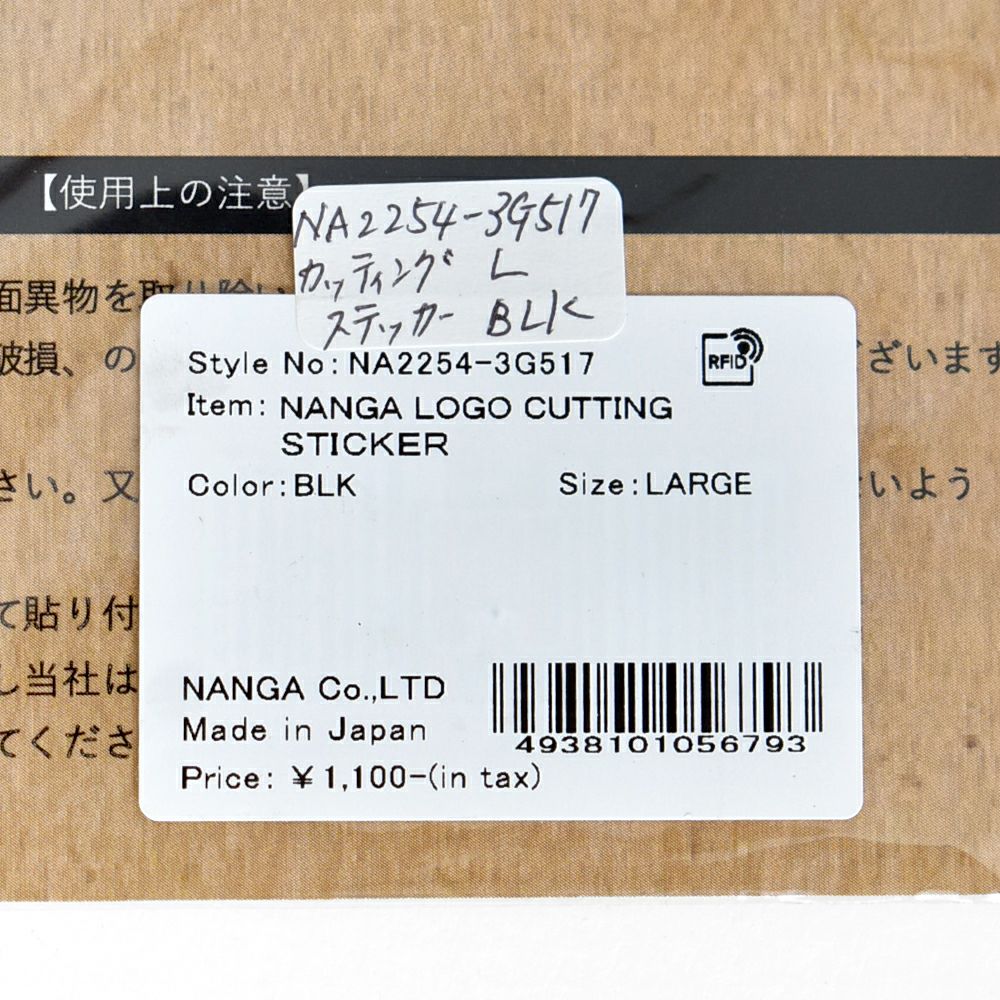 【使用上の注意】
NA2254-3G517
カッティング L
ステッカー BLK
面異物を取り除い
破損、の
ざいます
さい。又
いよう
て貼り付
し当社は
てくださ
Style No: NA2254-3G517
RFID
Item: NANGA LOGO CUTTING
STICKER
Color: BLK Size: LARGE
NANGA Co.,LTD
Made in Japan
4938101056793
Price: ¥1,100-(in tax)